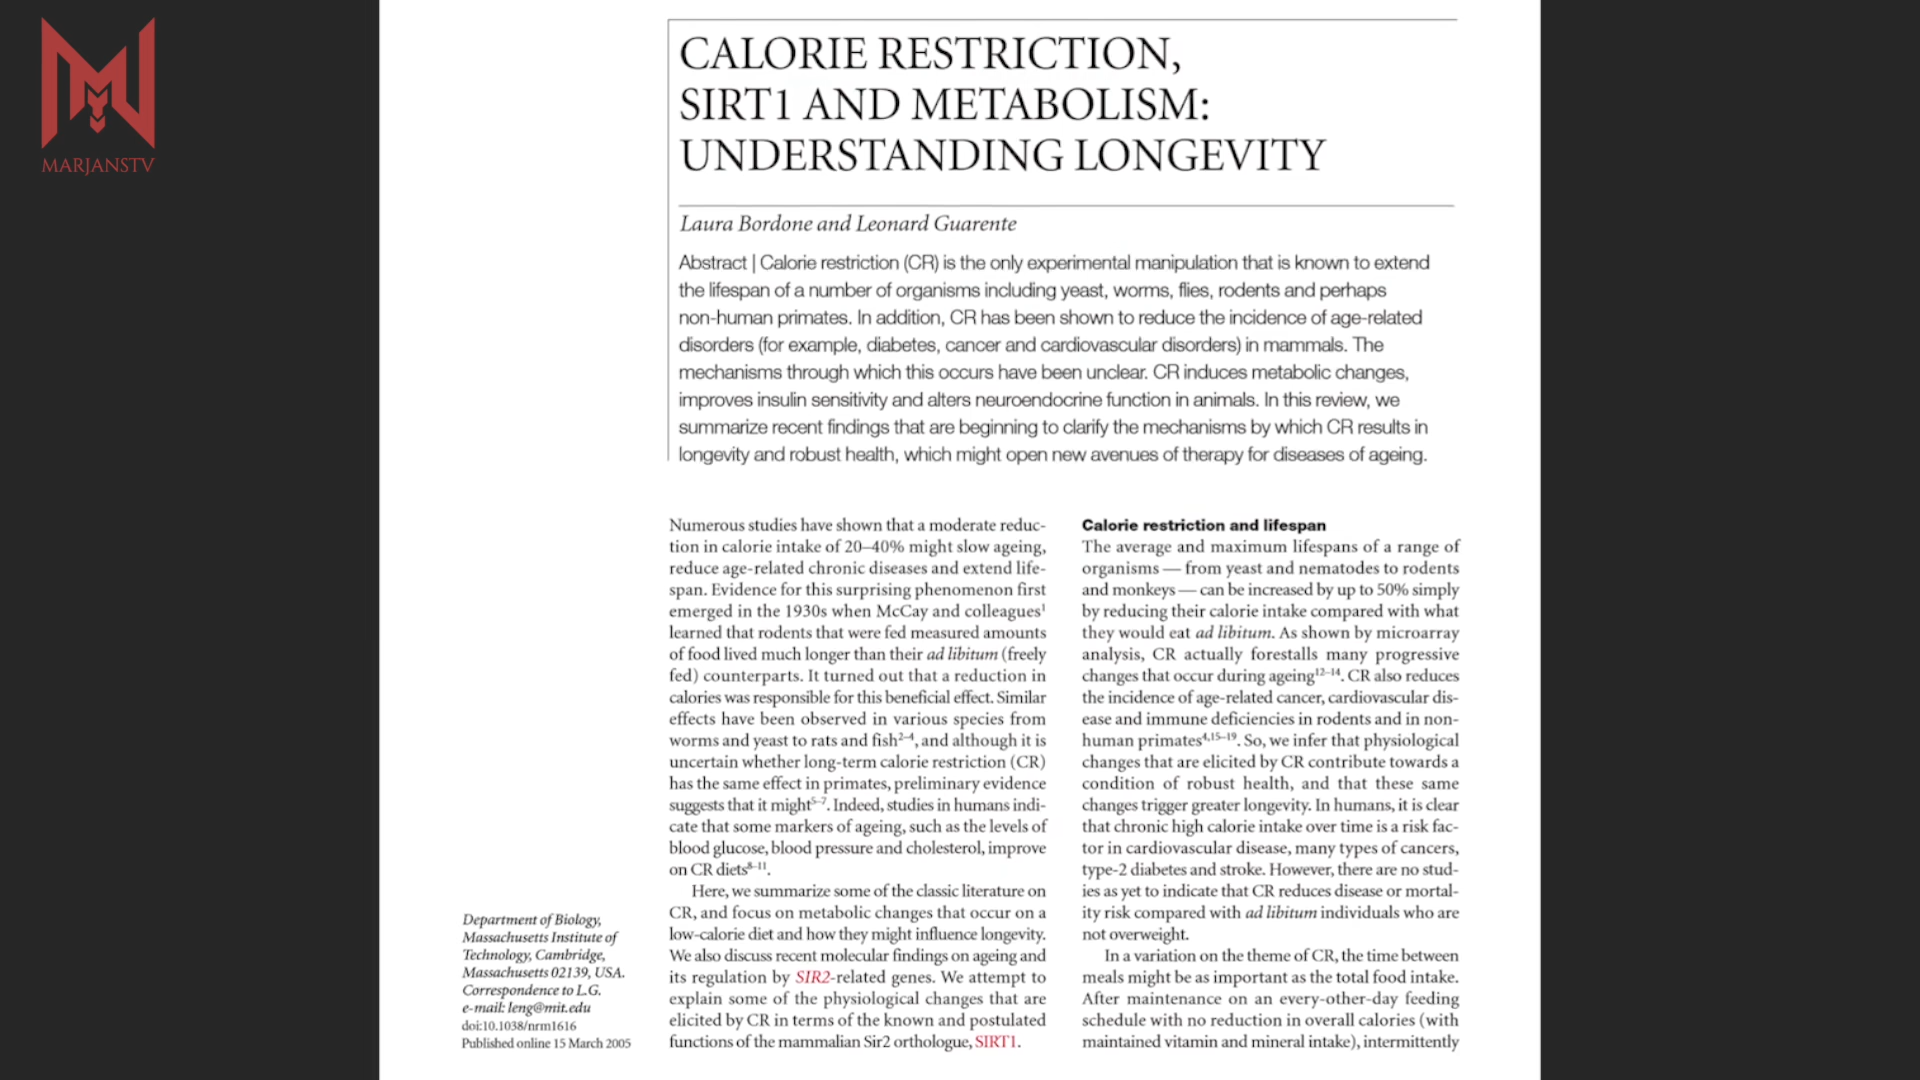 MARJANSTV
CALORIE RESTRICTION,
SIRT1 AND METABOLISM:
UNDERSTANDING LONGEVITY
Laura Bordone and Leonard Guarente
Abstract | Calorie restriction (CR) is the only experimental manipulation that is known to extend
the lifespan of a number of organisms including yeast, worms, flies, rodents and perhaps
non-human primates. In addition, CR has been shown to reduce the incidence of age-related
disorders (for example, diabetes, cancer and cardiovascular disorders) in mammals. The
mechanisms through which this occurs have been unclear. CR induces metabolic changes,
improves insulin sensitivity and alters neuroendocrine function in animals. In this review, we
summarize recent findings that are beginning to clarify the mechanisms by which CR results in
longevity and robust health, which might open new avenues of therapy for diseases of ageing.
Numerous studies have shown that a moderate reduc-
tion in calorie intake of 20–40% might slow ageing,
reduce age-related chronic diseases and extend life-
span. Evidence for this surprising phenomenon first
emerged in the 1930s when McCay and colleagues¹
learned that rodents that were fed measured amounts
of food lived much longer than their ad libitum (freely
fed) counterparts. It turned out that a reduction in
calories was responsible for this beneficial effect. Similar
effects have been observed in various species from
worms and yeast to rats and fish²⁻⁴, and although it is
uncertain whether long-term calorie restriction (CR)
has the same effect in primates, preliminary evidence
suggests that it might⁵⁻⁷. Indeed, studies in humans indi-
cate that some markers of ageing, such as the levels of
blood glucose, blood pressure and cholesterol, improve
on CR diets⁸⁻¹¹.
Here, we summarize some of the classic literature on
CR, and focus on metabolic changes that occur on a
low-calorie diet and how they might influence longevity.
We also discuss recent molecular findings on ageing and
its regulation by SIR2-related genes. We attempt to
explain some of the physiological changes that are
elicited by CR in terms of the known and postulated
functions of the mammalian Sir2 orthologue, SIRT1.
Calorie restriction and lifespan
The average and maximum lifespans of a range of
organisms — from yeast and nematodes to rodents
and monkeys — can be increased by up to 50% simply
by reducing their calorie intake compared with what
they would eat ad libitum. As shown by microarray
analysis, CR actually forestalls many progressive
changes that occur during ageing¹²⁻¹⁴. CR also reduces
the incidence of age-related cancer, cardiovascular dis-
ease and immune deficiencies in rodents and in non-
human primates⁴,¹⁵⁻¹⁹. So, we infer that physiological
changes that are elicited by CR contribute towards a
condition of robust health, and that these same
changes trigger greater longevity. In humans, it is clear
that chronic high calorie intake over time is a risk fac-
tor in cardiovascular disease, many types of cancers,
type-2 diabetes and stroke. However, there are no stud-
ies as yet to indicate that CR reduces disease or mortal-
ity risk compared with ad libitum individuals who are
not overweight.
In a variation on the theme of CR, the time between
meals might be as important as the total food intake.
After maintenance on an every-other-day feeding
schedule with no reduction in overall calories (with
maintained vitamin and mineral intake), intermittently
Department of Biology,
Massachusetts Institute of
Technology, Cambridge,
Massachusetts 02139, USA.
Correspondence to L.G.
e-mail: leng@mit.edu
doi:10.1038/nrm1616
Published online 15 March 2005